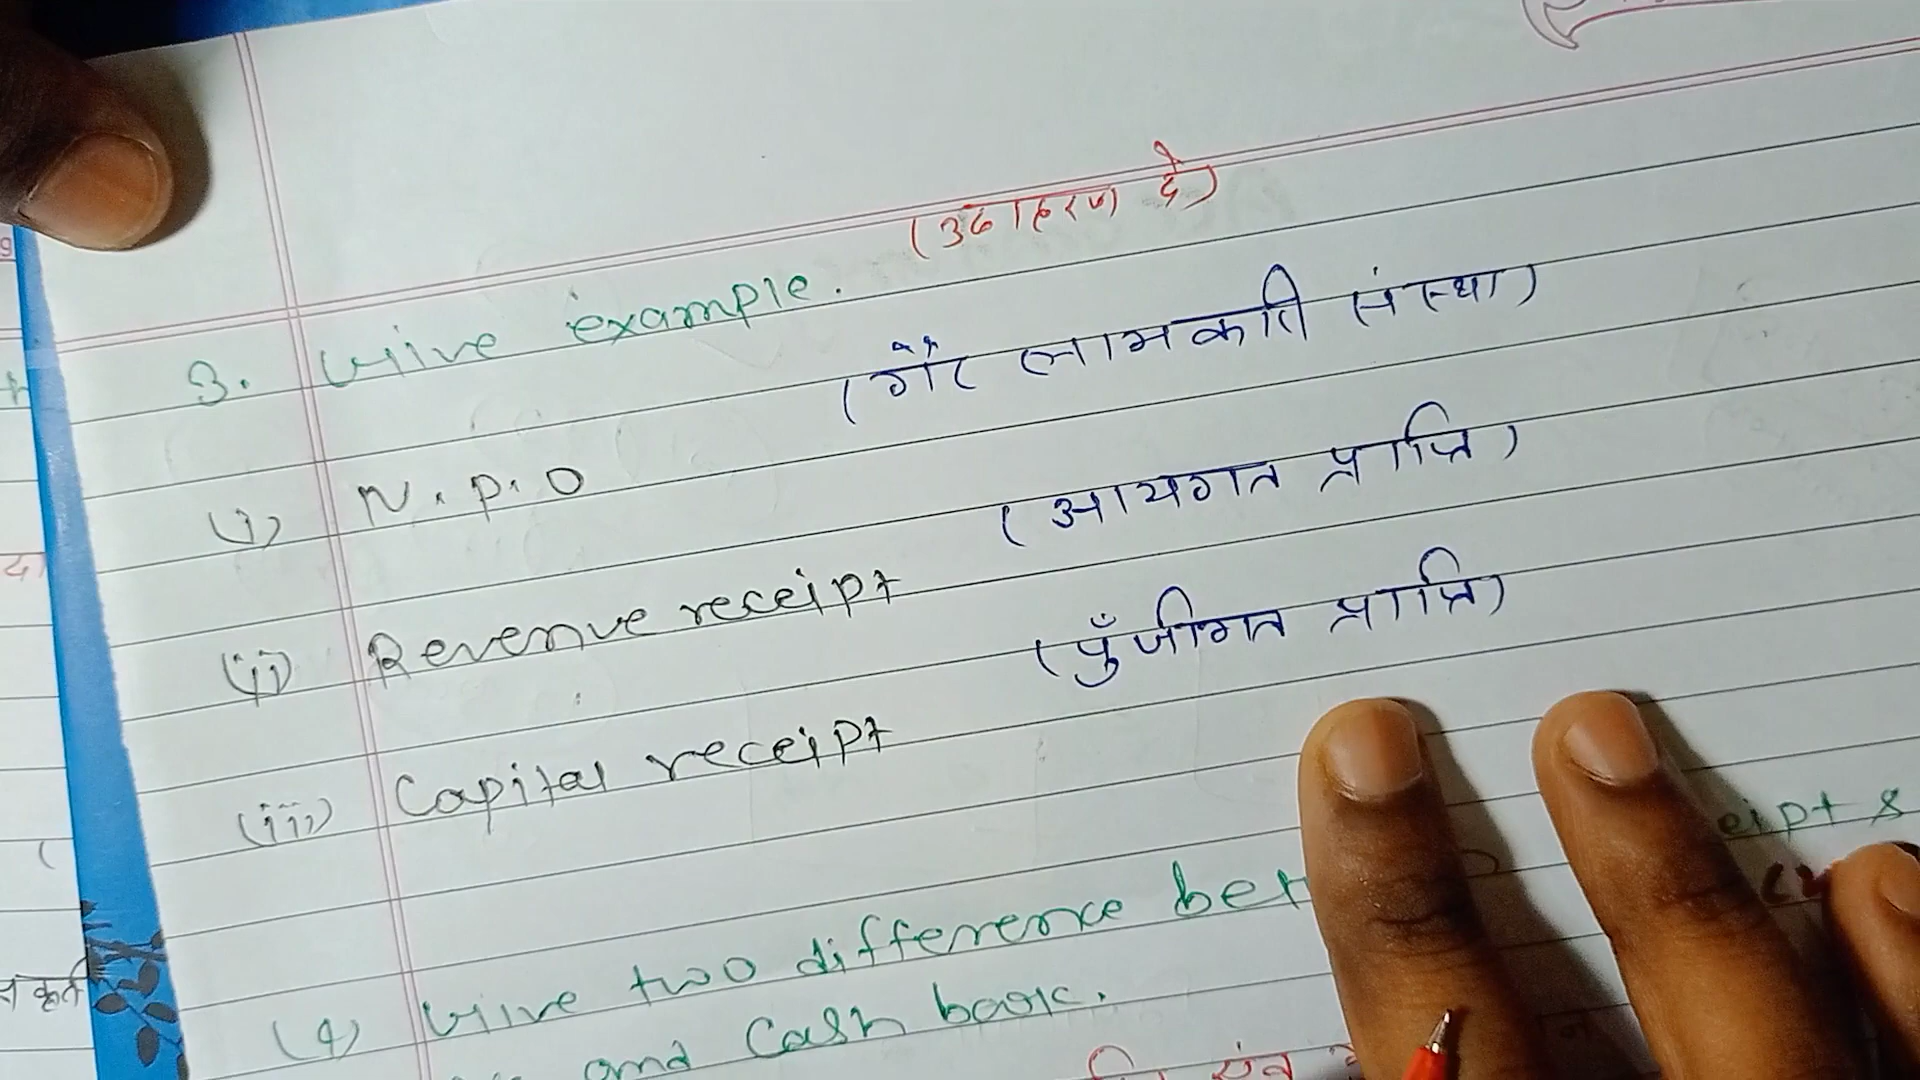 (उदाहरण दे)
3. Give example.
(i) N.P.O (गैर लाभकारी संस्था)
(ii) Revenue receipt (आयगत प्राप्ति)
(iii) Capital receipt (पुँजीगत प्राप्ति)
(4) Give two difference bet eipt &
and Cash book.